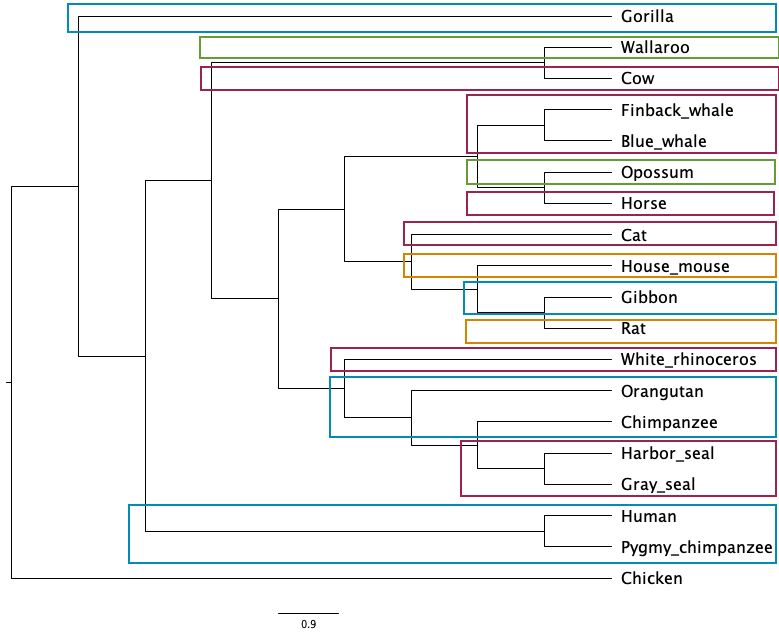 Gorilla
Wallaroo
Cow
Finback_whale
Blue_whale
Opossum
Horse
Cat
House_mouse
Gibbon
Rat
White_rhinoceros
Orangutan
Chimpanzee
Harbor_seal
Gray_seal
Human
Pygmy_chimpanzee
Chicken
0.9